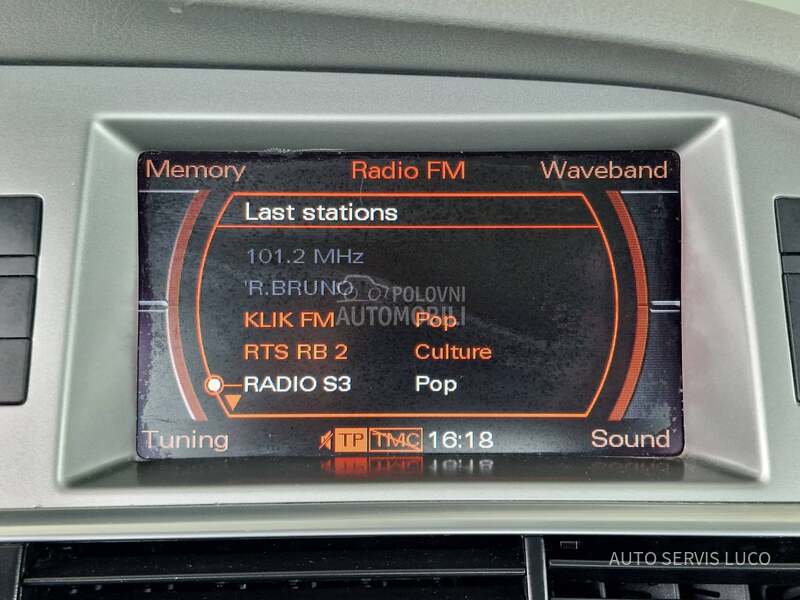 Memory Radio FM Waveband
Last stations
101.2 MHz
'R.BRUNO
POLOVNI
AUTOMOBILI
KLIK FM Pop
RTS RB 2 Culture
RADIO S3 Pop
Tuning TP TMC 16:18 Sound
AUTO SERVIS LUCO